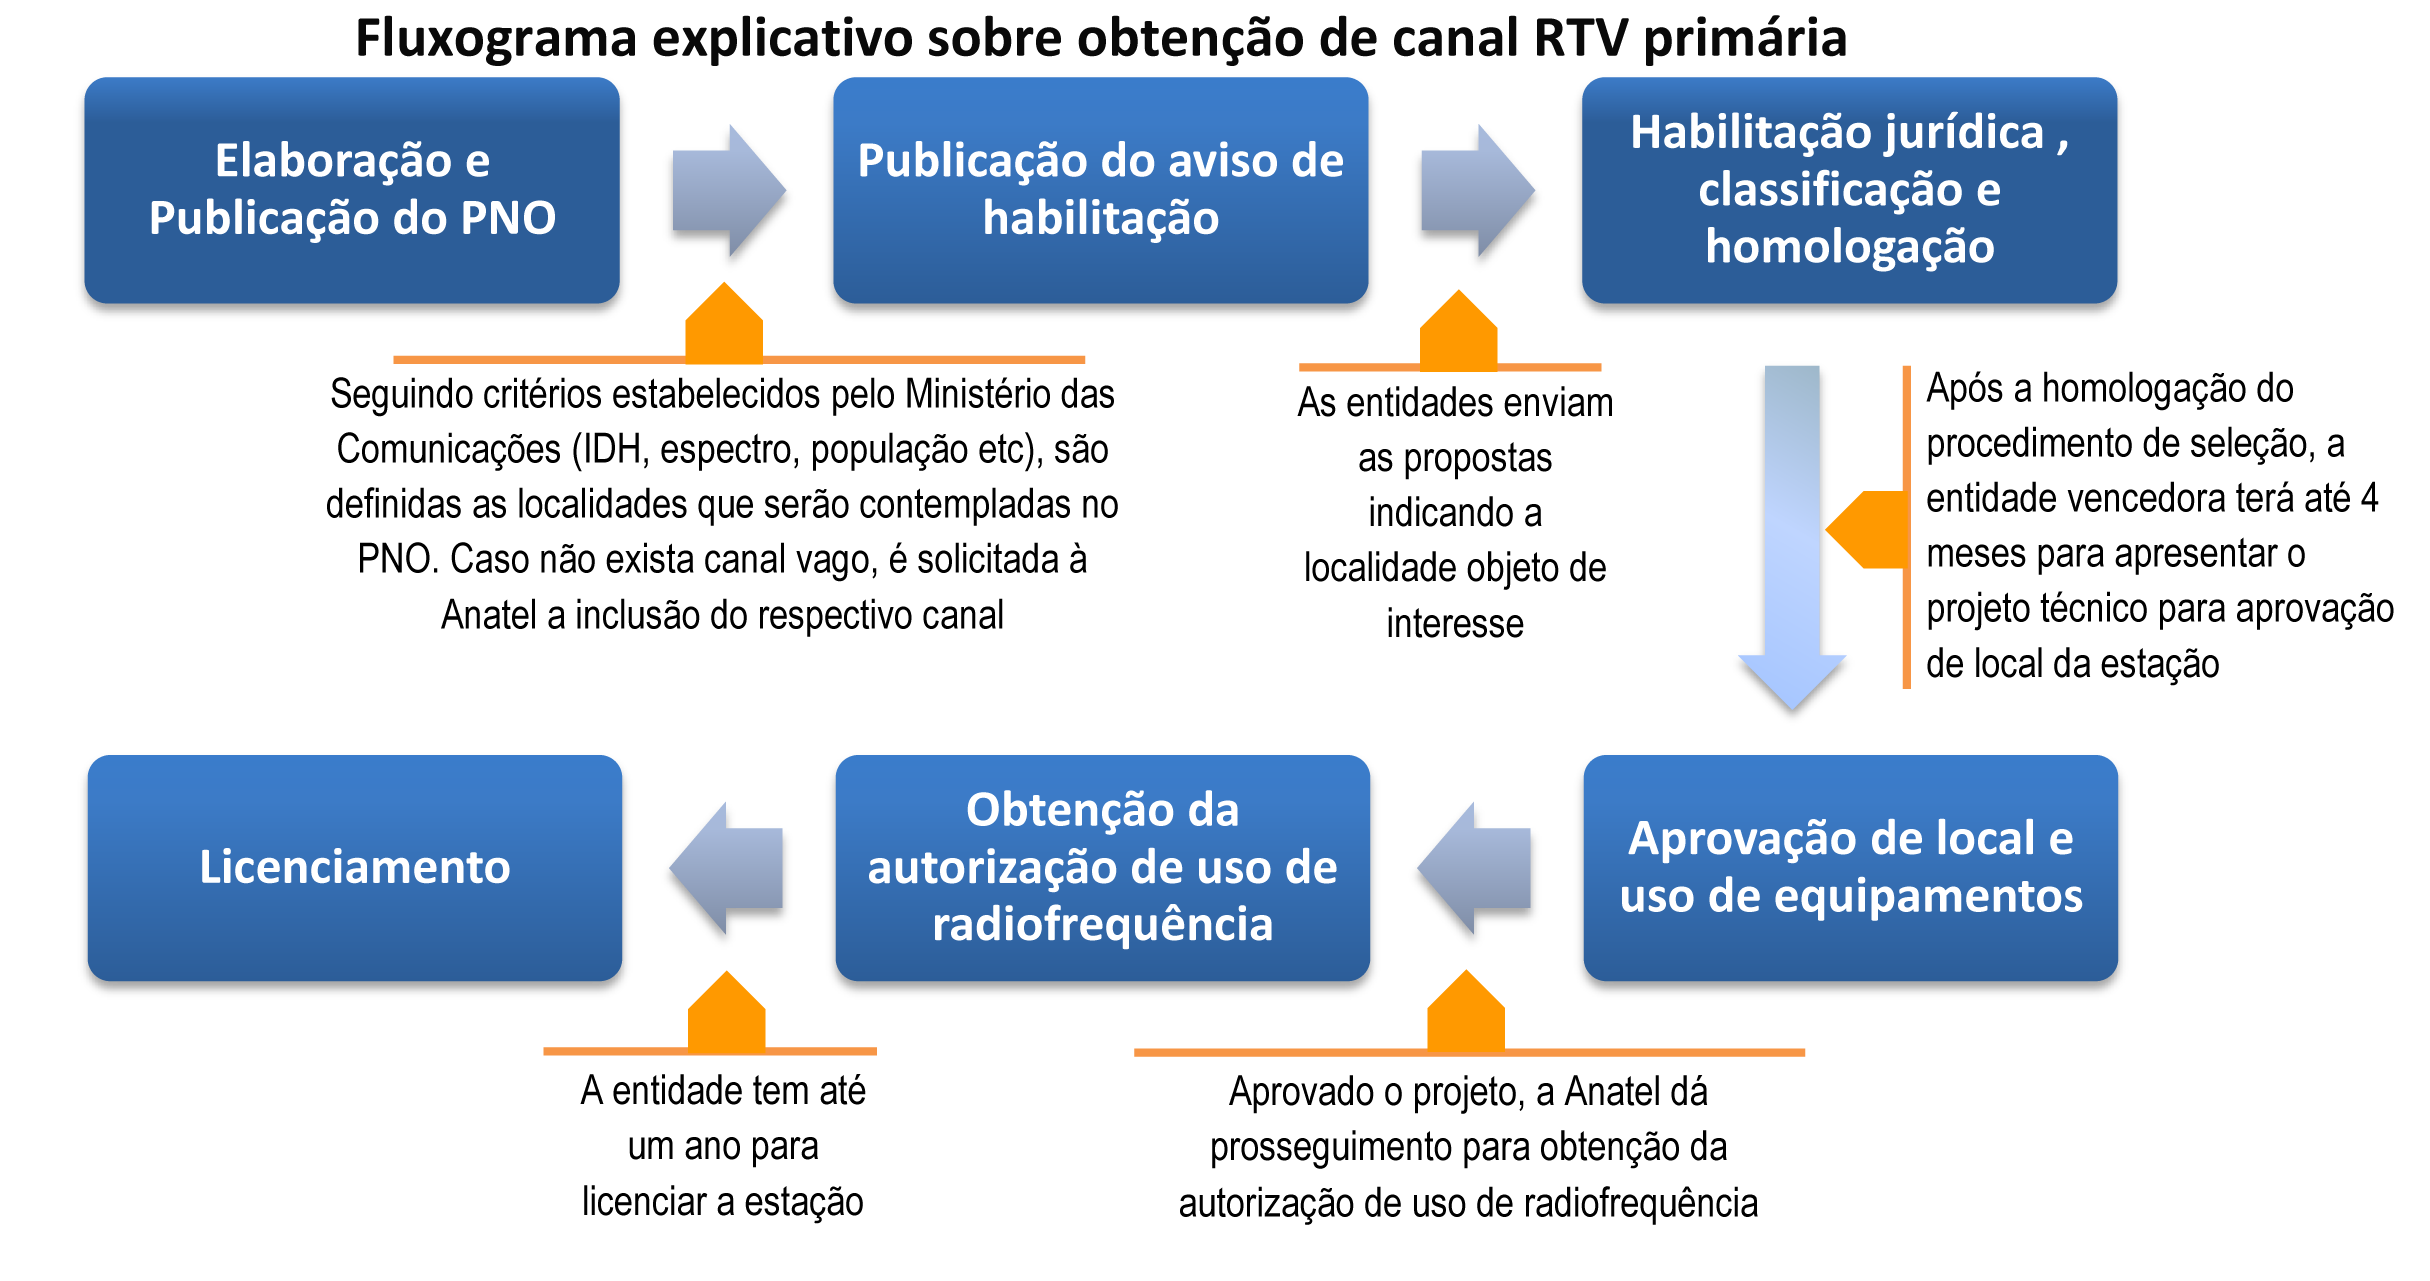 Fluxograma explicativo sobre obtenção de canal RTV primária
Elaboração e
Publicação do PNO
Publicação do aviso de
habilitação
Habilitação jurídica ,
classificação e
homologação
Seguindo critérios estabelecidos pelo Ministério das
Comunicações (IDH, espectro, população etc), são
definidas as localidades que serão contempladas no
PNO. Caso não exista canal vago, é solicitada à
Anatel a inclusão do respectivo canal
As entidades enviam
as propostas
indicando a
localidade objeto de
interesse
Após a homologação do
procedimento de seleção, a
entidade vencedora terá até 4
meses para apresentar o
projeto técnico para aprovação
de local da estação
Aprovação de local e
uso de equipamentos
Obtenção da
autorização de uso de
radiofrequência
Licenciamento
Aprovado o projeto, a Anatel dá
prosseguimento para obtenção da
autorização de uso de radiofrequência
A entidade tem até
um ano para
licenciar a estação